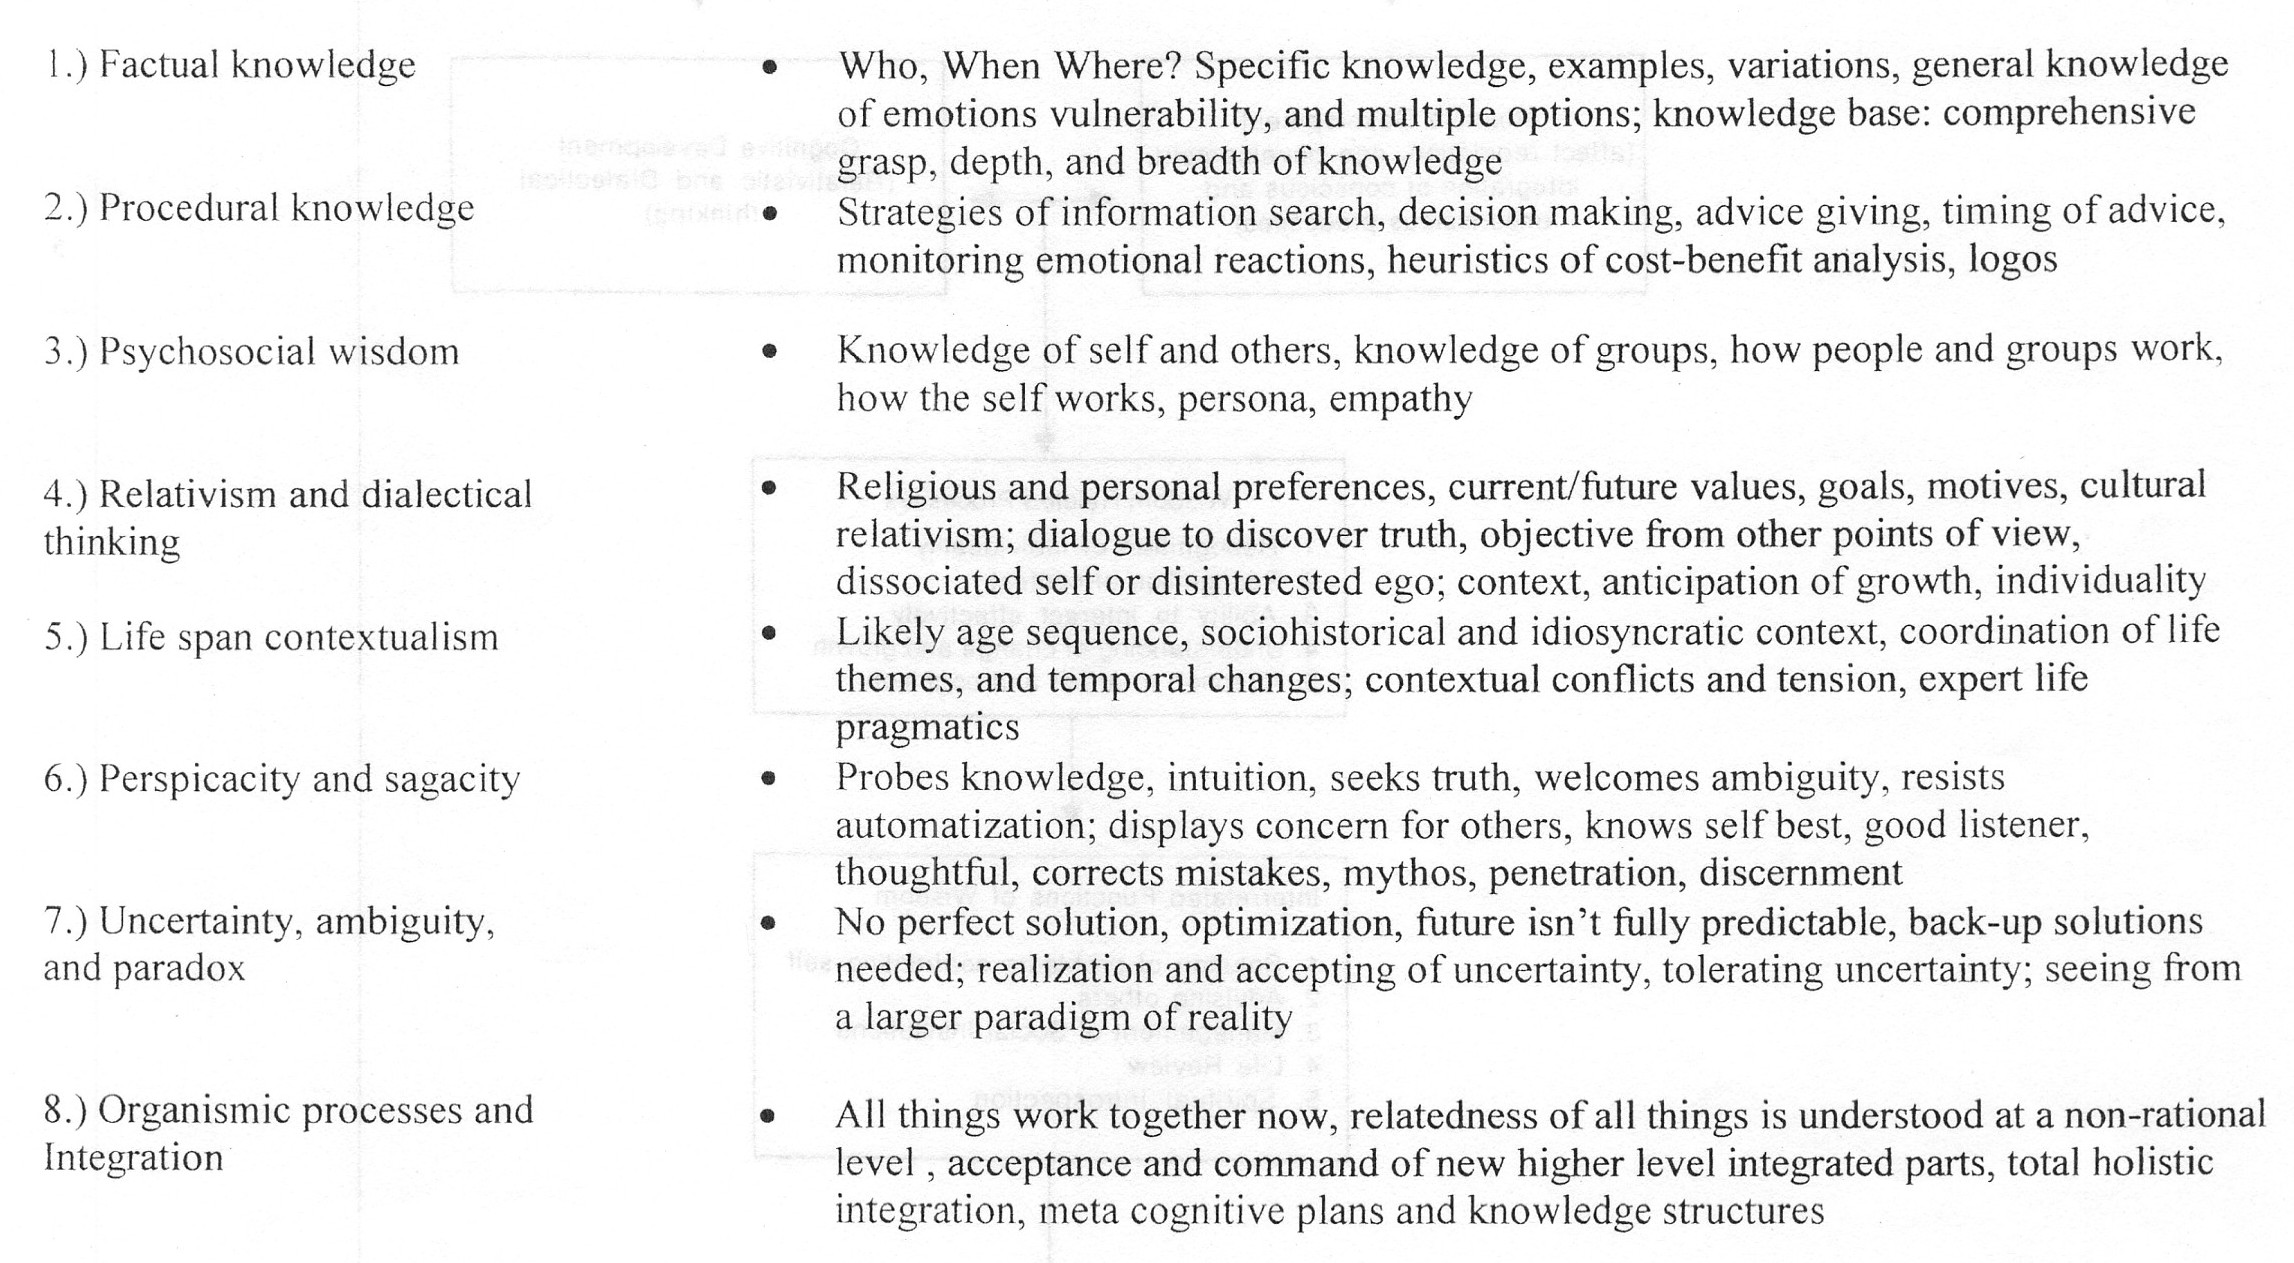 1.) Factual knowledge
• Who, When Where? Specific knowledge, examples, variations, general knowledge
of emotions vulnerability, and multiple options; knowledge base: comprehensive
grasp, depth, and breadth of knowledge
2.) Procedural knowledge
• Strategies of information search, decision making, advice giving, timing of advice,
monitoring emotional reactions, heuristics of cost-benefit analysis, logos
3.) Psychosocial wisdom
• Knowledge of self and others, knowledge of groups, how people and groups work,
how the self works, persona, empathy
4.) Relativism and dialectical
thinking
• Religious and personal preferences, current/future values, goals, motives, cultural
relativism; dialogue to discover truth, objective from other points of view,
dissociated self or disinterested ego; context, anticipation of growth, individuality
5.) Life span contextualism
• Likely age sequence, sociohistorical and idiosyncratic context, coordination of life
themes, and temporal changes; contextual conflicts and tension, expert life
pragmatics
6.) Perspicacity and sagacity
• Probes knowledge, intuition, seeks truth, welcomes ambiguity, resists
automatization; displays concern for others, knows self best, good listener,
thoughtful, corrects mistakes, mythos, penetration, discernment
7.) Uncertainty, ambiguity,
and paradox
• No perfect solution, optimization, future isn't fully predictable, back-up solutions
needed; realization and accepting of uncertainty, tolerating uncertainty; seeing from
a larger paradigm of reality
8.) Organismic processes and
Integration
• All things work together now, relatedness of all things is understood at a non-rational
level , acceptance and command of new higher level integrated parts, total holistic
integration, meta cognitive plans and knowledge structures